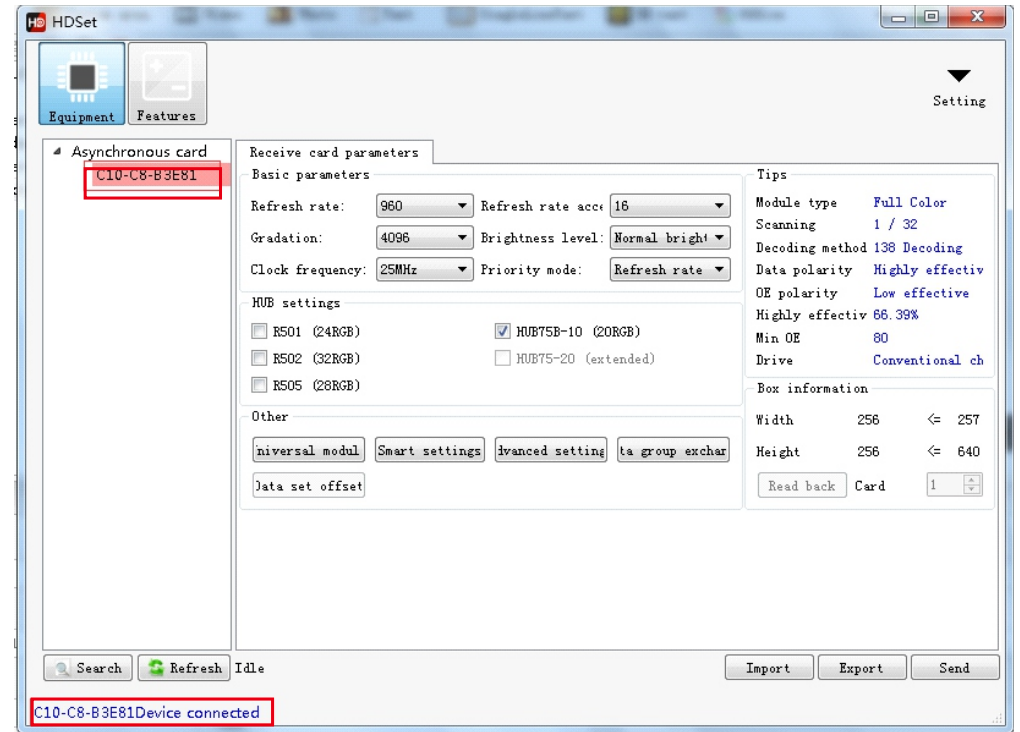 HD HDSet
Equipment
Features
Setting
Asynchronous card
C10-C8-B3E81
Receive card parameters
Basic parameters
Refresh rate: 960 Refresh rate acce 16
Gradation: 4096 Brightness level: Normal bright
Clock frequency: 25MHz Priority mode: Refresh rate
HUB settings
R501 (24RGB) HUB75B-10 (20RGB)
R502 (32RGB) HUB75-20 (extended)
R505 (28RGB)
Other
niversal modul Smart settings dvanced setting ta group exchar
Data set offset
Tips
Module type Full Color
Scanning 1 / 32
Decoding method 138 Decoding
Data polarity Highly effectiv
OE polarity Low effective
Highly effectiv 66.39%
Min OE 80
Drive Conventional ch
Box information
Width 256 <= 257
Height 256 <= 640
Read back Card 1
Search Refresh Idle Import Export Send
C10-C8-B3E81Device connected